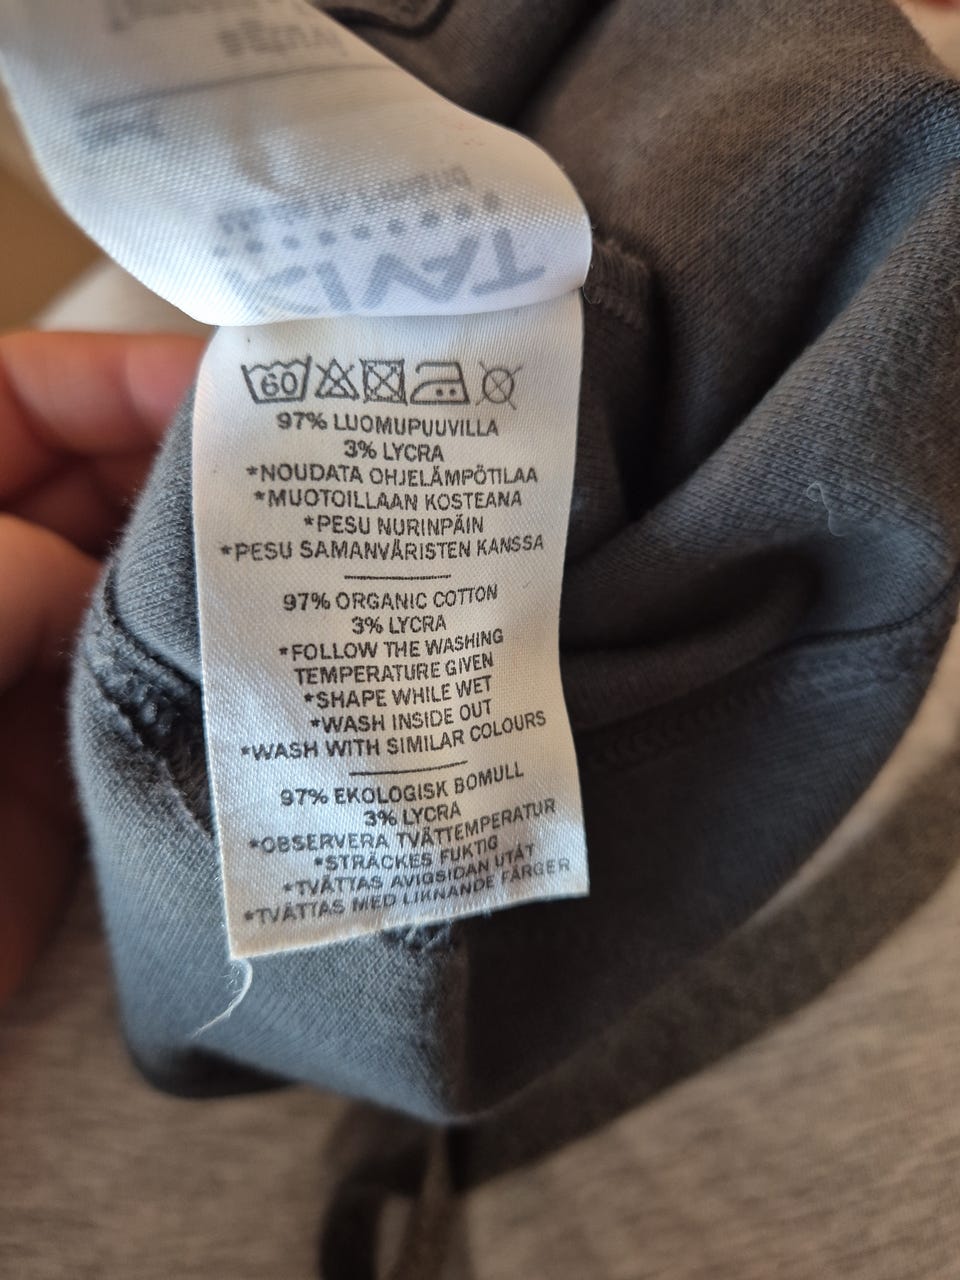 60
97% LUOMUPUUVILLA
3% LYCRA
*NOUDATA OHJELÄMPÖTILAA
*MUOTOILLAAN KOSTEANA
*PESU NURINPÄIN
*PESU SAMANVÄRISTEN KANSSA
97% ORGANIC COTTON
3% LYCRA
*FOLLOW THE WASHING
TEMPERATURE GIVEN
*SHAPE WHILE WET
*WASH INSIDE OUT
*WASH WITH SIMILAR COLOURS
97% EKOLOGISK BOMULL
3% LYCRA
*OBSERVERA TVÄTTEMPERATUR
*STRÄCKES FUKTIG
*TVÄTTAS AVIGSIDAN UTÅT
*TVÄTTAS MED LIKNANDE FÄRGER